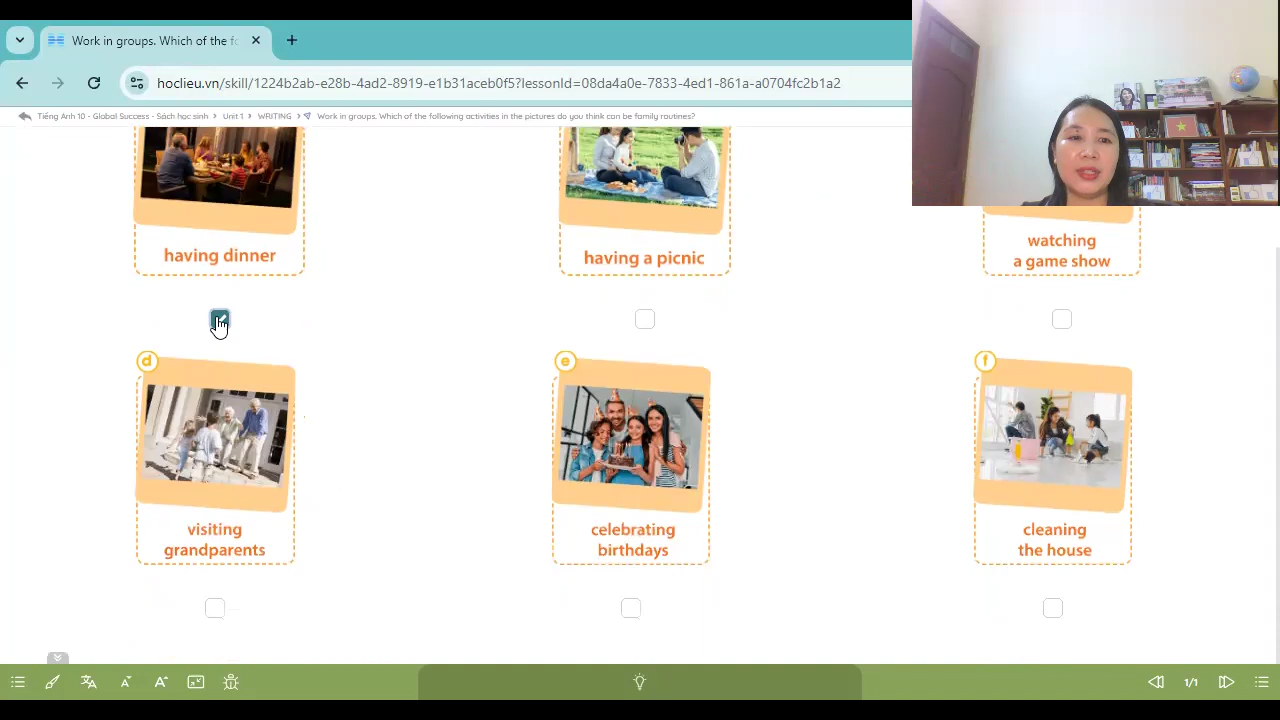 Work in groups. Which of the fo
hoclieu.vn/skill/1224b2ab-e28b-4ad2-8919-e1b31aceb0f5?lessonId=08da4a0e-7833-4ed1-861a-a0704fc2b1a2
Tiếng Anh 10 - Global Success - Sách học sinh > Unit 1 > WRITING > Work in groups. Which of the following activities in the pictures do you think can be family routines?
having dinner
having a picnic
watching
a game show
d
e
f
visiting
grandparents
celebrating
birthdays
cleaning
the house
1/1